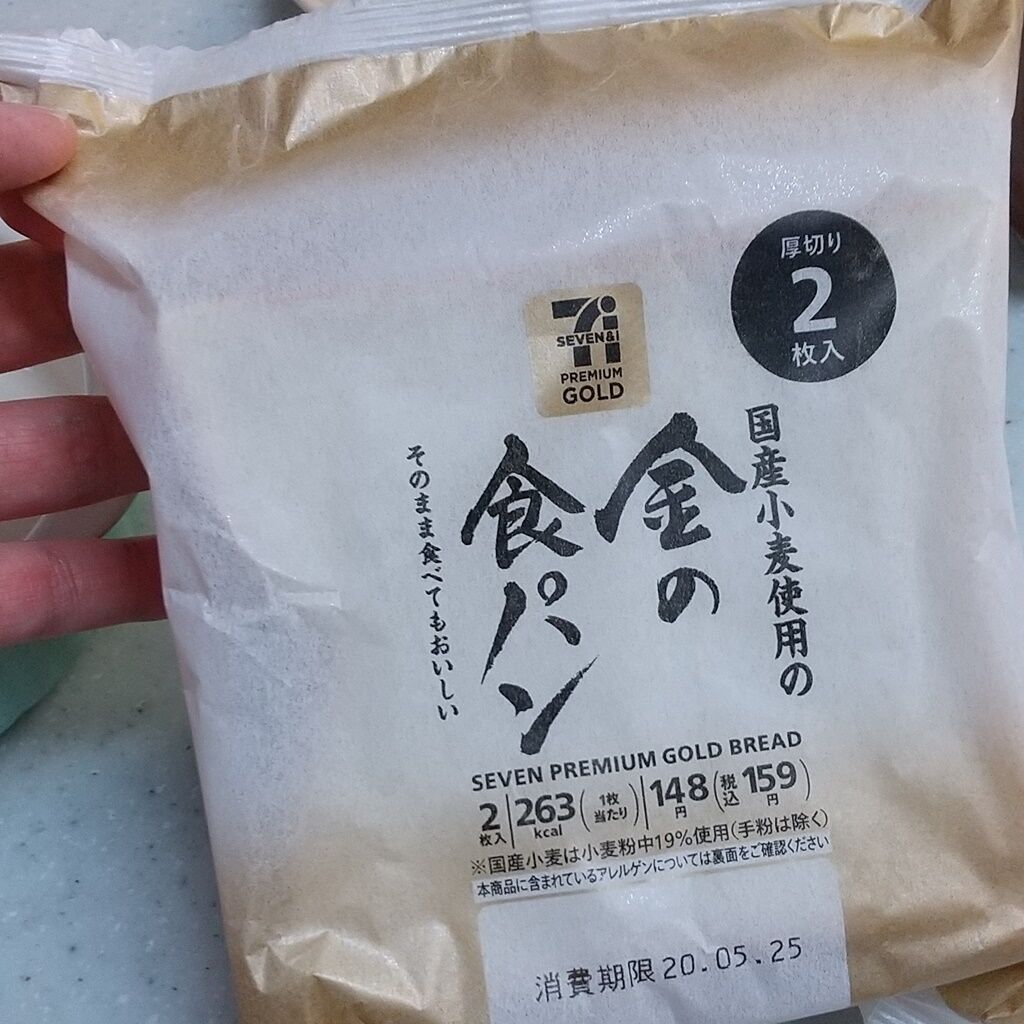 厚切り
2
枚入
SEVEN&i
PREMIUM
GOLD
国産小麦使用の
金の
食パン
そのまま食べてもおいしい
SEVEN PREMIUM GOLD BREAD
2枚入 263kcal (1枚当たり) 148円 (税込159円)
※国産小麦は小麦粉中19%使用(手粉は除く)
本商品に含まれているアレルゲンについては裏面をご確認ください
消費期限20.05.25